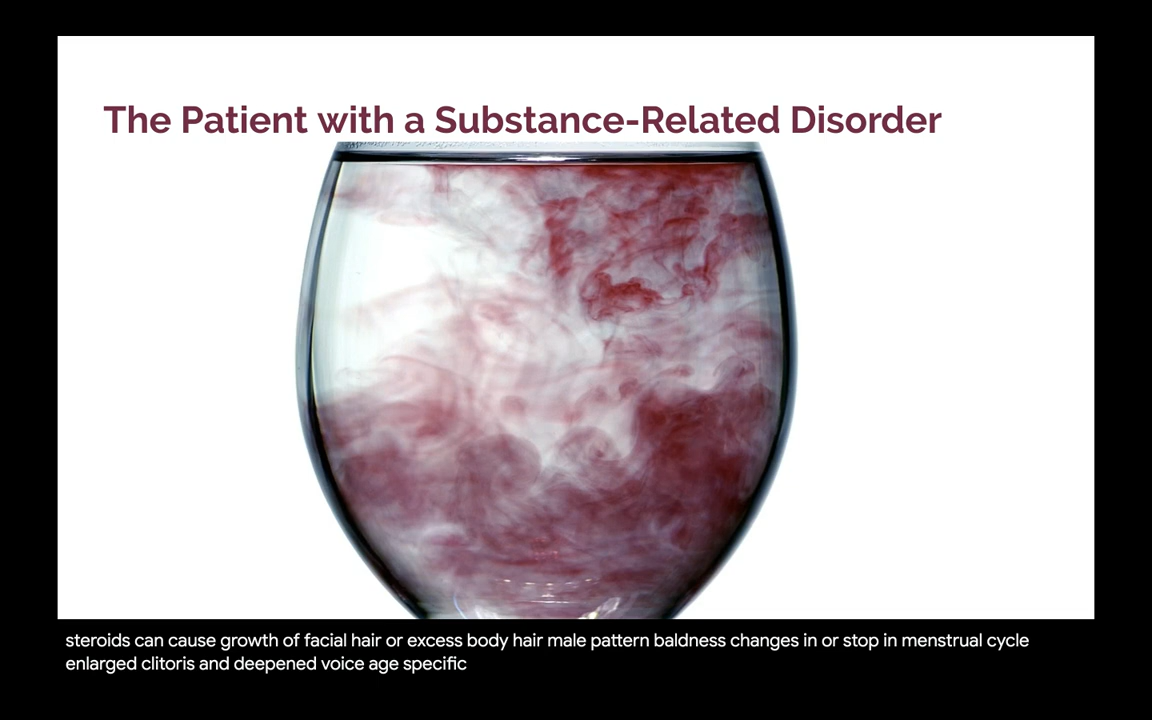 The Patient with a Substance-Related Disorder
steroids can cause growth of facial hair or excess body hair male pattern baldness changes in or stop in menstrual cycle
enlarged clitoris and deepened voice age specific